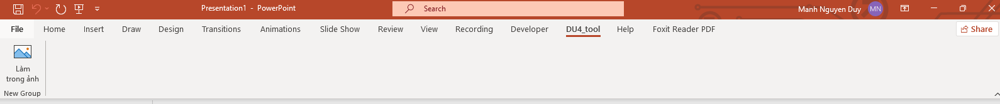 Presentation1 - PowerPoint
Search
Manh Nguyen Duy
MN
File
Home
Insert
Draw
Design
Transitions
Animations
Slide Show
Review
View
Recording
Developer
DU4_tool
Help
Foxit Reader PDF
Share
Làm
trong ảnh
New Group